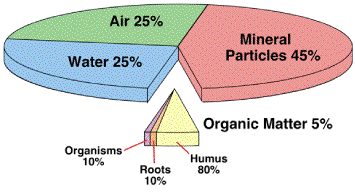 Air 25%
Water 25%
Mineral
Particles 45%
Organic Matter 5%
Organisms
10%
Roots
10%
Humus
80%